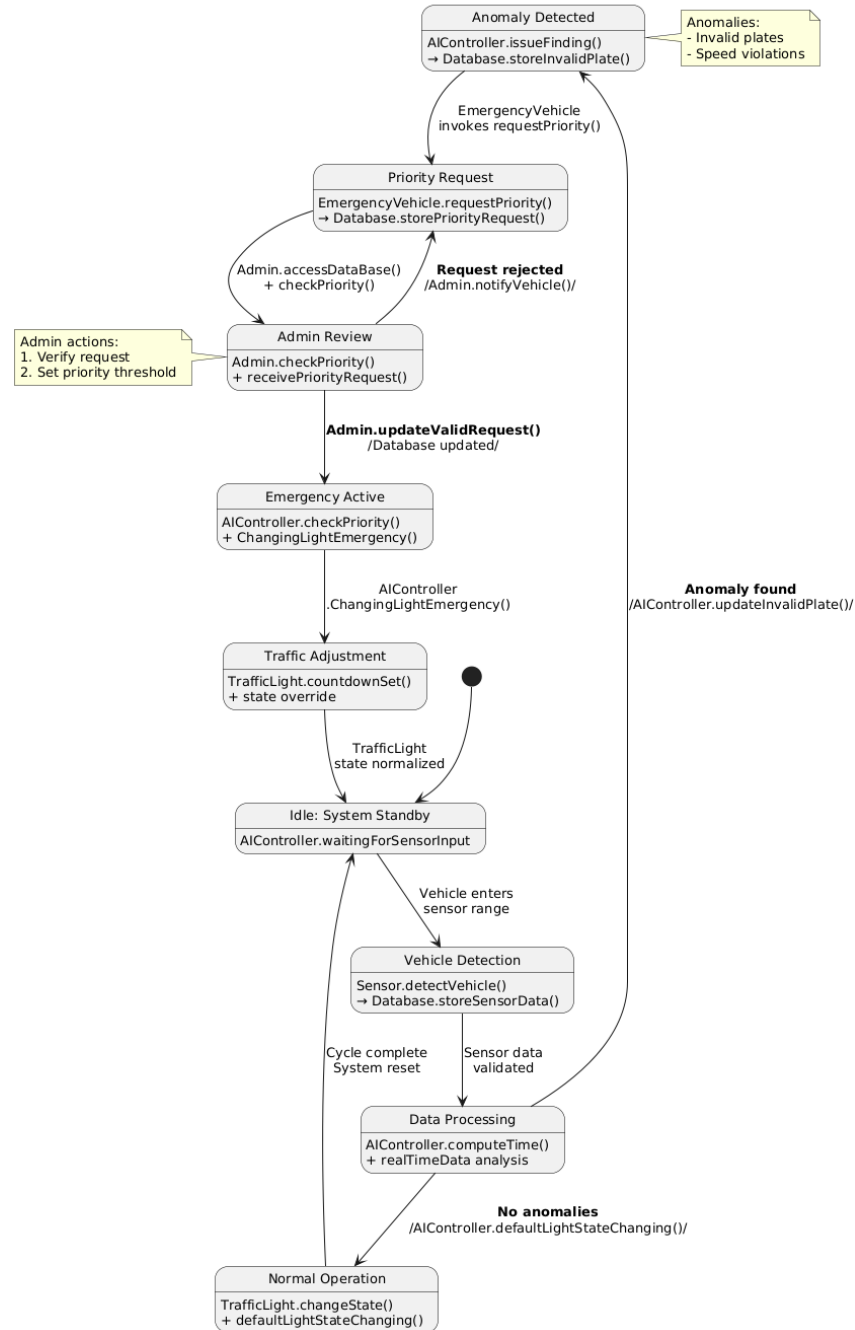 Anomaly Detected
AIController.issueFinding()
→ Database.storeInvalidPlate()
Anomalies:
- Invalid plates
- Speed violations
EmergencyVehicle
invokes requestPriority()
Priority Request
EmergencyVehicle.requestPriority()
→ Database.storePriorityRequest()
Admin.accessDataBase()
+ checkPriority()
Request rejected
/Admin.notifyVehicle()/
Admin actions:
1. Verify request
2. Set priority threshold
Admin Review
Admin.checkPriority()
+ receivePriorityRequest()
Admin.updateValidRequest()
/Database updated/
Emergency Active
AIController.checkPriority()
+ ChangingLightEmergency()
AIController
.ChangingLightEmergency()
Anomaly found
/AIController.updateInvalidPlate()/
Traffic Adjustment
TrafficLight.countdownSet()
+ state override
TrafficLight
state normalized
Idle: System Standby
AIController.waitingForSensorInput
Vehicle enters
sensor range
Vehicle Detection
Sensor.detectVehicle()
→ Database.storeSensorData()
Cycle complete
System reset
Sensor data
validated
Data Processing
AIController.computeTime()
+ realTimeData analysis
No anomalies
/AIController.defaultLightStateChanging()/
Normal Operation
TrafficLight.changeState()
+ defaultLightStateChanging()